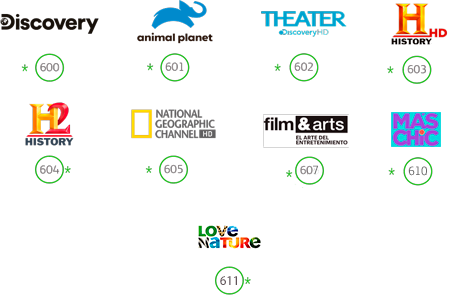 Discovery
animal planet
THEATER
DiscoveryHD
HISTORY HD
* 600
* 601
* 602
* 603
H2
HISTORY
NATIONAL
GEOGRAPHIC
CHANNEL HD
film&arts
EL ARTE DEL
ENTRETENIMIENTO
MÁS
CHIC
604 *
* 605
* 607
* 610
LOVE
NATURE
611 *